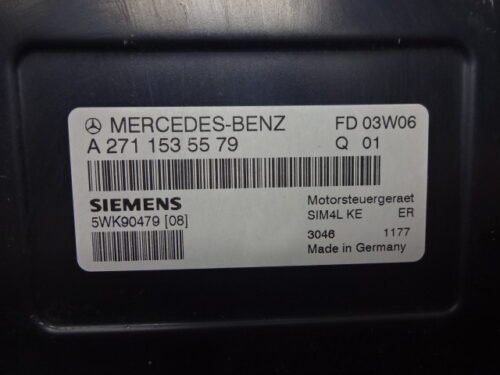 MERCEDES-BENZ FD 03W06
A 271 153 55 79 Q 01
SIEMENS Motorsteuergeraet
5WK90479 [08] SIM4L KE ER
3046 1177
Made in Germany